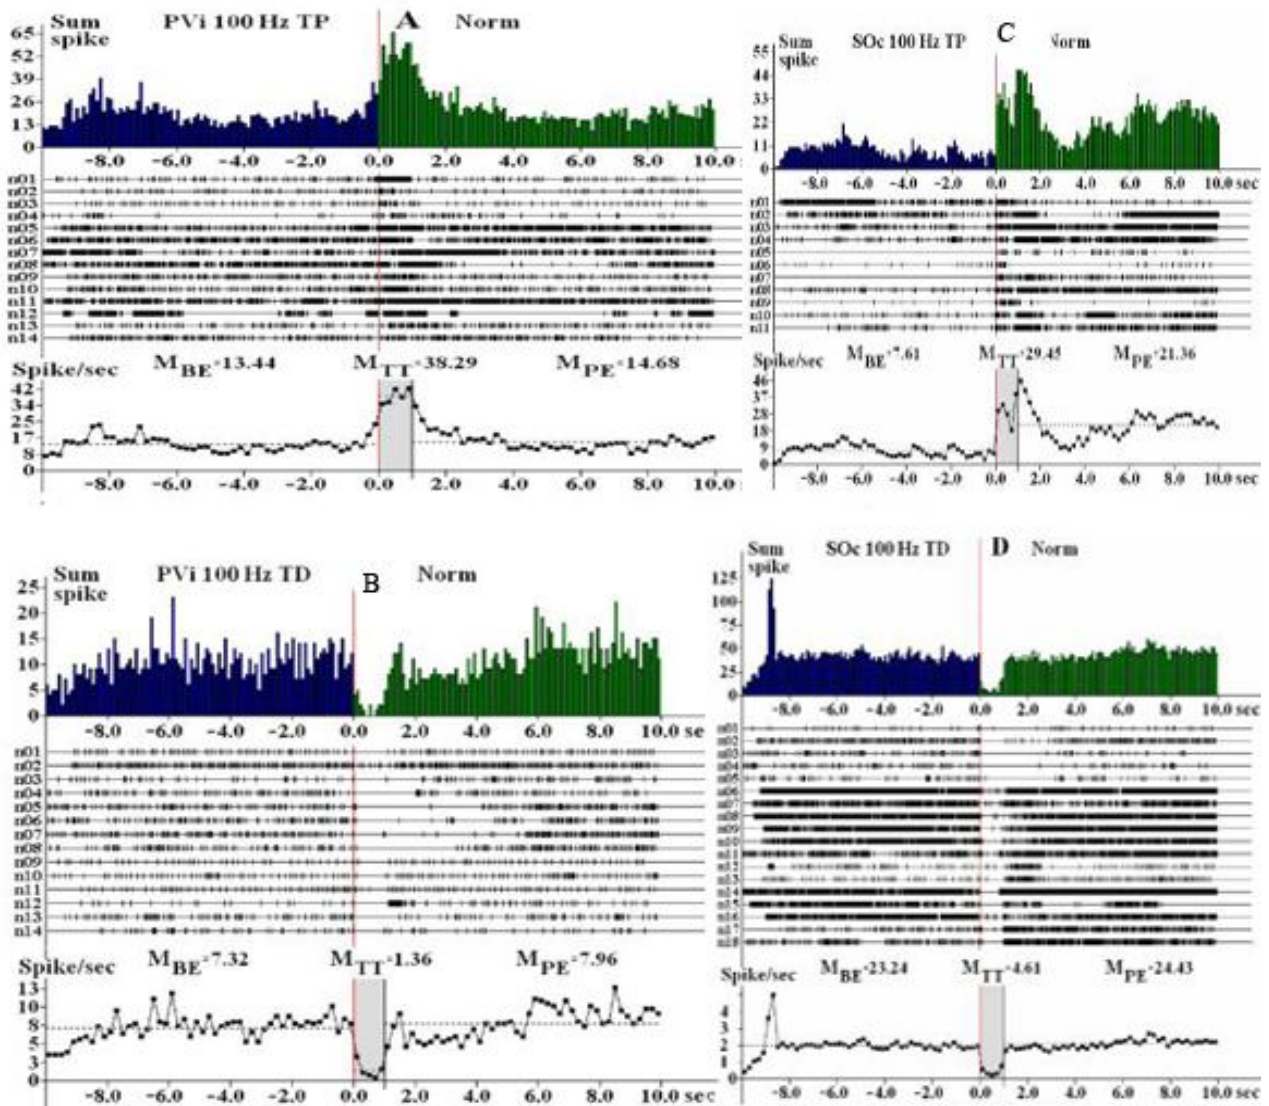 Sum spike PVi 100 Hz TP A Norm
65
52
39
26
13
0
-8.0 -6.0 -4.0 -2.0 0.0 2.0 4.0 6.0 8.0 10.0
n01
n02
n03
n04
n05
n06
n07
n08
n09
n10
n11
n12
n13
n14
Spike/sec MBE-13.44 MTT-38.29 MPE-14.68
42
34
25
17
8
0
-8.0 -6.0 -4.0 -2.0 0.0 2.0 4.0 6.0 8.0 10.0
Sum spike SOc 100 Hz TP C Norm
55
44
33
22
11
0
-8.0 -6.0 -4.0 -2.0 0.0 2.0 4.0 6.0 8.0 10.0 sec
n01
n02
n03
n04
n05
n06
n07
n08
n09
n10
n11
Spike/sec MBE-7.61 MTT-29.45 MPE-21.36
46
28
18
9
0
-8.0 -6.0 -4.0 -2.0 0.0 2.0 4.0 6.0 8.0 10.0 sec
Sum spike PVi 100 Hz TD B Norm
25
20
15
10
5
0
-8.0 -6.0 -4.0 -2.0 0.0 2.0 4.0 6.0 8.0 10.0 se
n01
n02
n03
n04
n05
n06
n07
n08
n09
n10
n11
n12
n13
n14
Spike/sec MBE-7.32 MTT-1.36 MPE-7.96
13
10
8
5
3
0
-8.0 -6.0 -4.0 -2.0 0.0 2.0 4.0 6.0 8.0 10.0 sec
Sum spike SOc 100 Hz TD D Norm
125
100
75
50
25
0
-8.0 -6.0 -4.0 -2.0 0.0 2.0 4.0 6.0 8.0 10.0 sec
n01
n02
n03
n04
n05
n06
n07
n08
n09
n10
n11
n12
n13
n14
n15
n16
n17
n18
Spike/sec MBE-23.24 MTT-4.61 MPE-24.43
4
2
0
-8.0 -6.0 -4.0 -2.0 0.0 2.0 4.0 6.0 8.0 10.0 sec